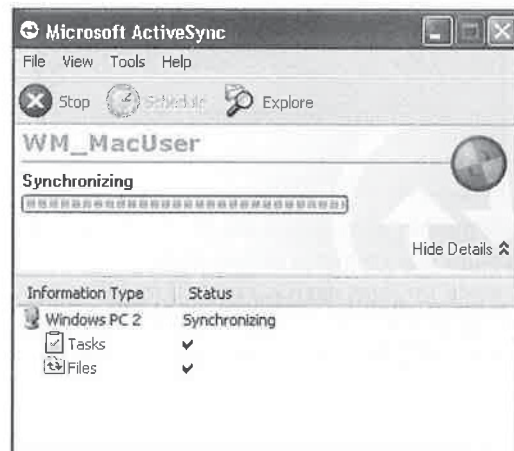 Microsoft ActiveSync
File View Tools Help
Stop Schedule Explore
WM_MacUser
Synchronizing
Hide Details
Information Type Status
Windows PC 2 Synchronizing
Tasks
Files